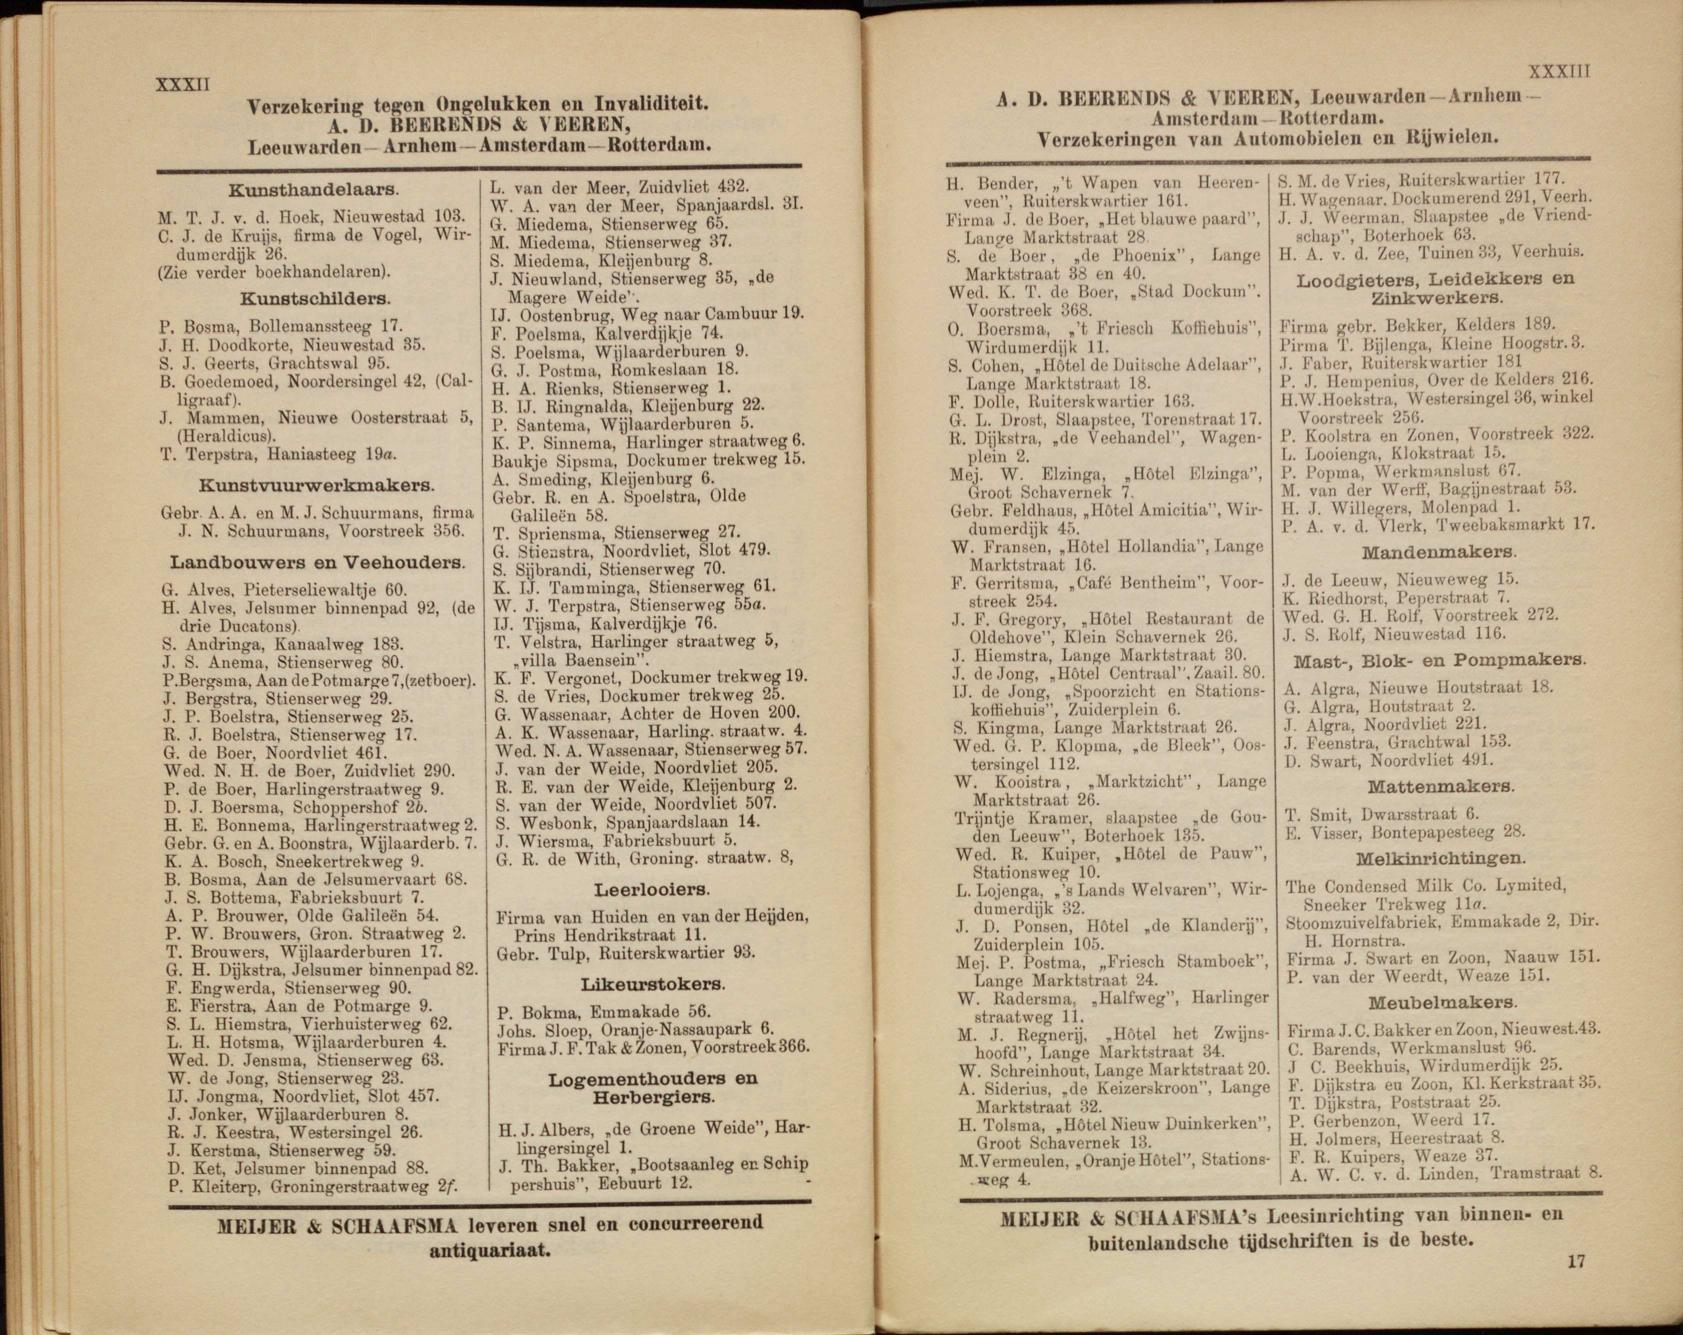 XXXII
Verzekering tegen Ongelukken en Invaliditeit.
A. D. BEERENDS & VEEREN,
Leeuwarden—Arnhem—Amsterdam—Rotterdam.
Kunsthandelaars.
M. T. J. v. d. Hoek, Nieuwestad 103.
C. J. de Kruijs, firma de Vogel, Wir-
dumerdijk 26.
(Zie verder boekhandelaren).
Kunstschilders.
P. Bosma, Bollemanssteeg 17.
J. H. Doodkorte, Nieuwestad 35.
S. J. Geerts, Grachtswal 95.
B. Goedemoed, Noordersingel 42, (Cal-
ligraaf).
J. Mammen, Nieuwe Oosterstraat 5,
(Heraldicus).
T. Terpstra, Haniasteeg 19a.
Kunstvuurwerkmakers.
Gebr. A. A. en M. J. Schuurmans, firma
J. N. Schuurmans, Voorstreek 356.
Landbouwers en Veehouders.
G. Alves, Pieterseliewaltje 60.
H. Alves, Jelsumer binnenpad 92, (de
drie Ducatons).
S. Andringa, Kanaalweg 183.
J. S. Anema, Stienserweg 80.
P. Bergsma, Aan de Potmarge 7, (zetboer).
J. Bergstra, Stienserweg 29.
J. P. Boelstra, Stienserweg 25.
R. J. Boelstra, Stienserweg 17.
G. de Boer, Noordvliet 461.
Wed. N. H. de Boer, Zuidvliet 290.
P. de Boer, Harlingerstraatweg 9.
D. J. Boersma, Schoppershof 2b.
H. E. Bonnema, Harlingerstraatweg 2.
Gebr. G. en A. Boonstra, Wijlaarderb. 7.
K. A. Bosch, Sneekertrekweg 9.
B. Bosma, Aan de Jelsumervaart 68.
J. S. Bottema, Fabrieksbuurt 7.
A. P. Brouwer, Olde Galileën 54.
P. W. Brouwers, Gron. Straatweg 2.
T. Brouwers, Wijlaarderburen 17.
G. H. Dijkstra, Jelsumer binnenpad 82.
F. Engwerda, Stienserweg 90.
E. Fierstra, Aan de Potmarge 9.
S. L. Hiemstra, Vierhuisterweg 62.
L. H. Hotsma, Wijlaarderburen 4.
Wed. D. Jensma, Stienserweg 63.
W. de Jong, Stienserweg 23.
IJ. Jongma, Noordvliet, Slot 457.
J. Jonker, Wijlaarderburen 8.
R. J. Keestra, Westersingel 26.
J. Kerstma, Stienserweg 59.
D. Ket, Jelsumer binnenpad 88.
P. Kleiterp, Groningerstraatweg 2f.
L. van der Meer, Zuidvliet 432.
W. A. van der Meer, Spanjaardsl. 31.
G. Miedema, Stienserweg 65.
M. Miedema, Stienserweg 37.
S. Miedema, Kleijenburg 8.
J. Nieuwland, Stienserweg 35, „de
Magere Weide”.
IJ. Oostenbrug, Weg naar Cambuur 19.
F. Poelsma, Kalverdijkje 74.
S. Poelsma, Wijlaarderburen 9.
G. J. Postma, Romkeslaan 18.
H. A. Rienks, Stienserweg 1.
B. IJ. Ringnalda, Kleijenburg 22.
P. Santema, Wijlaarderburen 5.
K. P. Sinnema, Harlinger straatweg 6.
Baukje Sipsma, Dockumer trekweg 15.
A. Smeding, Kleijenburg 6.
Gebr. R. en A. Spoelstra, Olde
Galileën 58.
T. Spriensma, Stienserweg 27.
G. Stienstra, Noordvliet, Slot 479.
S. Sijbrandi, Stienserweg 70.
K. IJ. Tamminga, Stienserweg 61.
W. J. Terpstra, Stienserweg 55a.
IJ. Tijsma, Kalverdijkje 76.
T. Velstra, Harlinger straatweg 5,
„villa Baensein”.
K. F. Vergonet, Dockumer trekweg 19.
S. de Vries, Dockumer trekweg 25.
G. Wassenaar, Achter de Hoven 200.
A. K. Wassenaar, Harling. straatw. 4.
Wed. N. A. Wassenaar, Stienserweg 57.
J. van der Weide, Noordvliet 205.
R. E. van der Weide, Kleijenburg 2.
S. van der Weide, Noordvliet 507.
S. Wesbonk, Spanjaardslaan 14.
J. Wiersma, Fabrieksbuurt 5.
G. R. de With, Groning. straatw. 8,
Leerlooiers.
Firma van Huiden en van der Heijden,
Prins Hendrikstraat 11.
Gebr. Tulp, Ruiterskwartier 93.
Likeurstokers.
P. Bokma, Emmakade 56.
Johs. Sloep, Oranje-Nassaupark 6.
Firma J. F. Tak & Zonen, Voorstreek 366.
Logementhouders en
Herbergiers.
H. J. Albers, „de Groene Weide”, Har-
lingersingel 1.
J. Th. Bakker, „Bootsaanleg en Schip
pershuis”, Eebuurt 12.
MEIJER & SCHAAFSMA leveren snel en concurreerend
antiquariaat.
XXXIII
A. D. BEERENDS & VEEREN, Leeuwarden—Arnhem—
Amsterdam—Rotterdam.
Verzekeringen van Automobielen en Rijwielen.
H. Bender, „'t Wapen van Heeren-
veen”, Ruiterskwartier 161.
Firma J. de Boer, „Het blauwe paard”,
Lange Marktstraat 28.
S. de Boer, „de Phoenix”, Lange
Marktstraat 38 en 40.
Wed. K. T. de Boer, „Stad Dockum”.
Voorstreek 368.
O. Boersma, „'t Friesch Koffiehuis”,
Wirdumerdijk 11.
S. Cohen, „Hôtel de Duitsche Adelaar”,
Lange Marktstraat 18.
F. Dolle, Ruiterskwartier 163.
G. L. Drost, Slaapstee, Torenstraat 17.
R. Dijkstra, „de Veehandel”, Wagen-
plein 2.
Mej. W. Elzinga, „Hôtel Elzinga”,
Groot Schavernek 7.
Gebr. Feldhaus, „Hôtel Amicitia”, Wir-
dumerdijk 45.
W. Fransen, „Hôtel Hollandia”, Lange
Marktstraat 16.
F. Gerritsma, „Café Bentheim”, Voor-
streek 254.
J. F. Gregory, „Hôtel Restaurant de
Oldehove”, Klein Schavernek 26.
J. Hiemstra, Lange Marktstraat 30.
J. de Jong, „Hôtel Centraal”, Zaail. 80.
IJ. de Jong, „Spoorzicht en Stations-
koffiehuis”, Zuiderplein 6.
S. Kingma, Lange Marktstraat 26.
Wed. G. P. Klopma, „de Bleek”, Oos-
tersingel 112.
W. Kooistra, „Marktzicht”, Lange
Marktstraat 26.
Trijntje Kramer, slaapstee „de Gou-
den Leeuw”, Boterhoek 135.
Wed. R. Kuiper, „Hôtel de Pauw”,
Stationsweg 10.
L. Lojenga, „'s Lands Welvaren”, Wir-
dumerdijk 32.
J. D. Ponsen, Hôtel „de Klanderij”,
Zuiderplein 105.
Mej. P. Postma, „Friesch Stamboek”,
Lange Marktstraat 24.
W. Radersma, „Halfweg”, Harlinger
straatweg 11.
M. J. Regnerij, „Hôtel het Zwijns-
hoofd”, Lange Marktstraat 34.
W. Schreinhout, Lange Marktstraat 20.
A. Siderius, „de Keizerskroon”, Lange
Marktstraat 32.
H. Tolsma, „Hôtel Nieuw Duinkerken”,
Groot Schavernek 13.
M. Vermeulen, „Oranje Hôtel”, Stations-
weg 4.
S. M. de Vries, Ruiterskwartier 177.
H. Wagenaar. Dockumerend 291, Veerh.
J. J. Weerman. Slaapstee „de Vriend-
schap”, Boterhoek 63.
H. A. v. d. Zee, Tuinen 33, Veerhuis.
Loodgieters, Leidekkers en
Zinkwerkers.
Firma gebr. Bekker, Kelders 189.
Pirma T. Bijlenga, Kleine Hoogstr. 3.
J. Faber, Ruiterskwartier 181
P. J. Hempenius, Over de Kelders 216.
H. W. Hoekstra, Westersingel 36, winkel
Voorstreek 256.
P. Koolstra en Zonen, Voorstreek 322.
L. Looienga, Klokstraat 15.
P. Popma, Werkmanslust 67.
M. van der Werff, Bagijnestraat 53.
H. J. Willegers, Molenpad 1.
P. A. v. d. Vlerk, Tweebaksmarkt 17.
Mandenmakers.
J. de Leeuw, Nieuweweg 15.
K. Riedhorst, Peperstraat 7.
Wed. G. H. Rolf, Voorstreek 272.
J. S. Rolf, Nieuwestad 116.
Mast-, Blok- en Pompmakers.
A. Algra, Nieuwe Houtstraat 18.
G. Algra, Houtstraat 2.
J. Algra, Noordvliet 221.
J. Feenstra, Grachtwal 153.
D. Swart, Noordvliet 491.
Mattenmakers.
T. Smit, Dwarsstraat 6.
E. Visser, Bontepapesteeg 28.
Melkinrichtingen.
The Condensed Milk Co. Lymited,
Sneeker Trekweg 11a.
Stoomzuivelfabriek, Emmakade 2, Dir.
H. Hornstra.
Firma J. Swart en Zoon, Naauw 151.
P. van der Weerdt, Weaze 151.
Meubelmakers.
Firma J. C. Bakker en Zoon, Nieuwest. 43.
C. Barends, Werkmanslust 96.
J C. Beekhuis, Wirdumerdijk 25.
F. Dijkstra eu Zoon, Kl. Kerkstraat 35.
T. Dijkstra, Poststraat 25.
P. Gerbenzon, Weerd 17.
H. Jolmers, Heerestraat 8.
F. R. Kuipers, Weaze 37.
A. W. C. v. d. Linden, Tramstraat 8.
MEIJER & SCHAAFSMA's Leesinrichting van binnen- en
buitenlandsche tijdschriften is de beste.
17